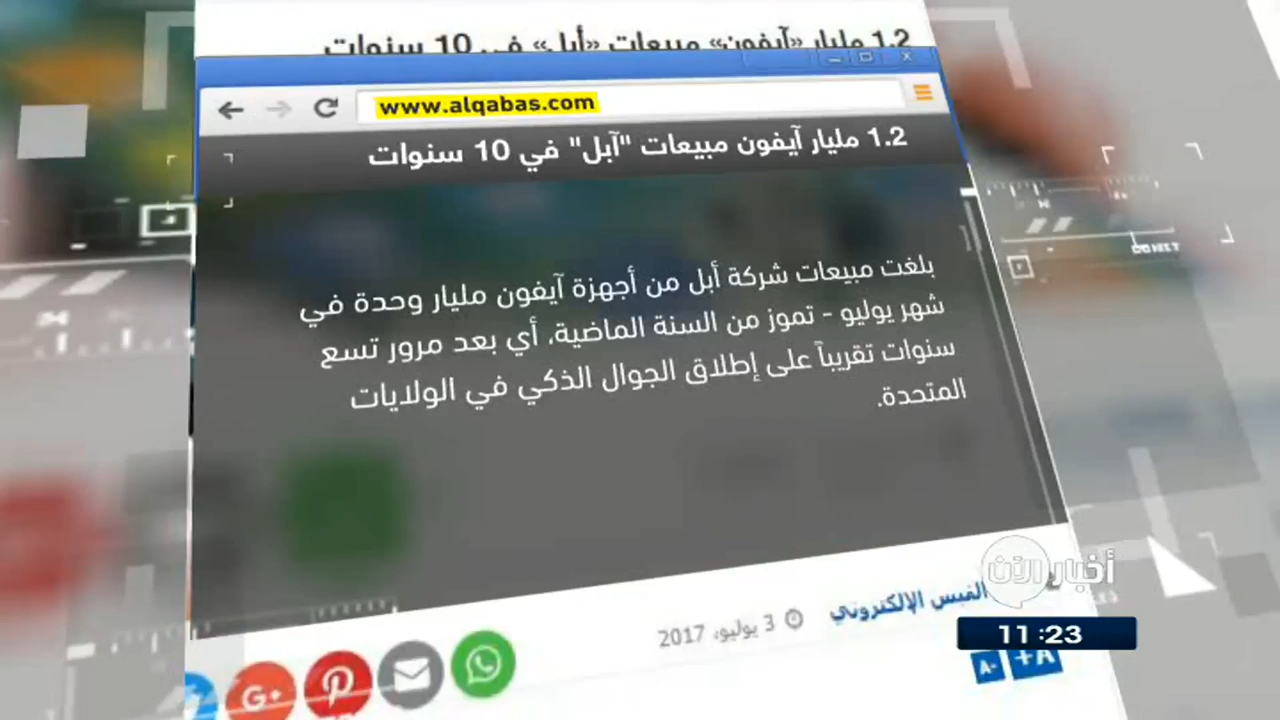 1.2 مليار «آيفون» مبيعات «أبل» في 10 سنوات
www.alqabas.com
1.2 مليار آيفون مبيعات "آبل" في 10 سنوات
بلغت مبيعات شركة أبل من أجهزة آيفون مليار وحدة في
شهر يوليو - تموز من السنة الماضية، أي بعد مرور تسع
سنوات تقريباً على إطلاق الجوال الذكي في الولايات
المتحدة.
أخبار الآن
القبس الإلكتروني
3 يوليو، 2017
11:23
A- +A
G+